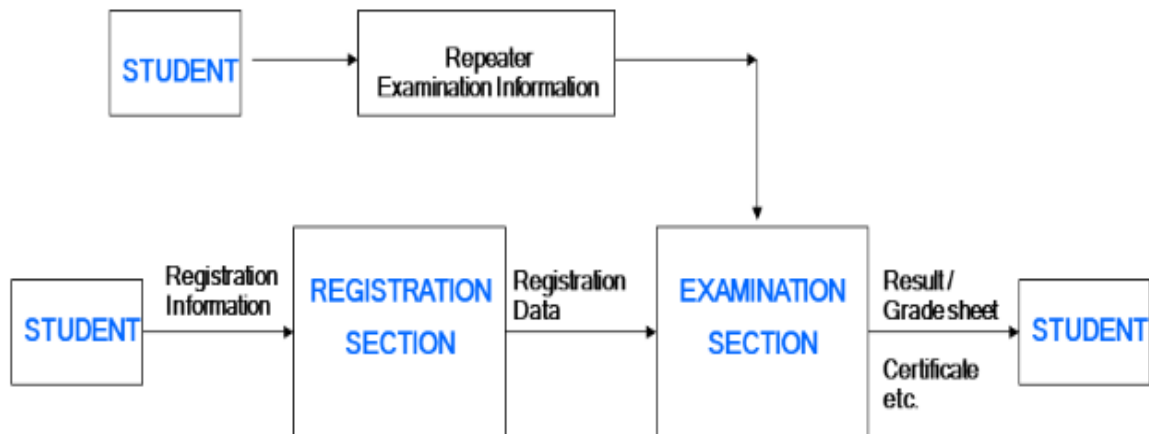 STUDENT
Repeater
Examination Information
STUDENT
Registration
Information
REGISTRATION
SECTION
Registration
Data
EXAMINATION
SECTION
Result /
Grade sheet
Certificate
etc.
STUDENT